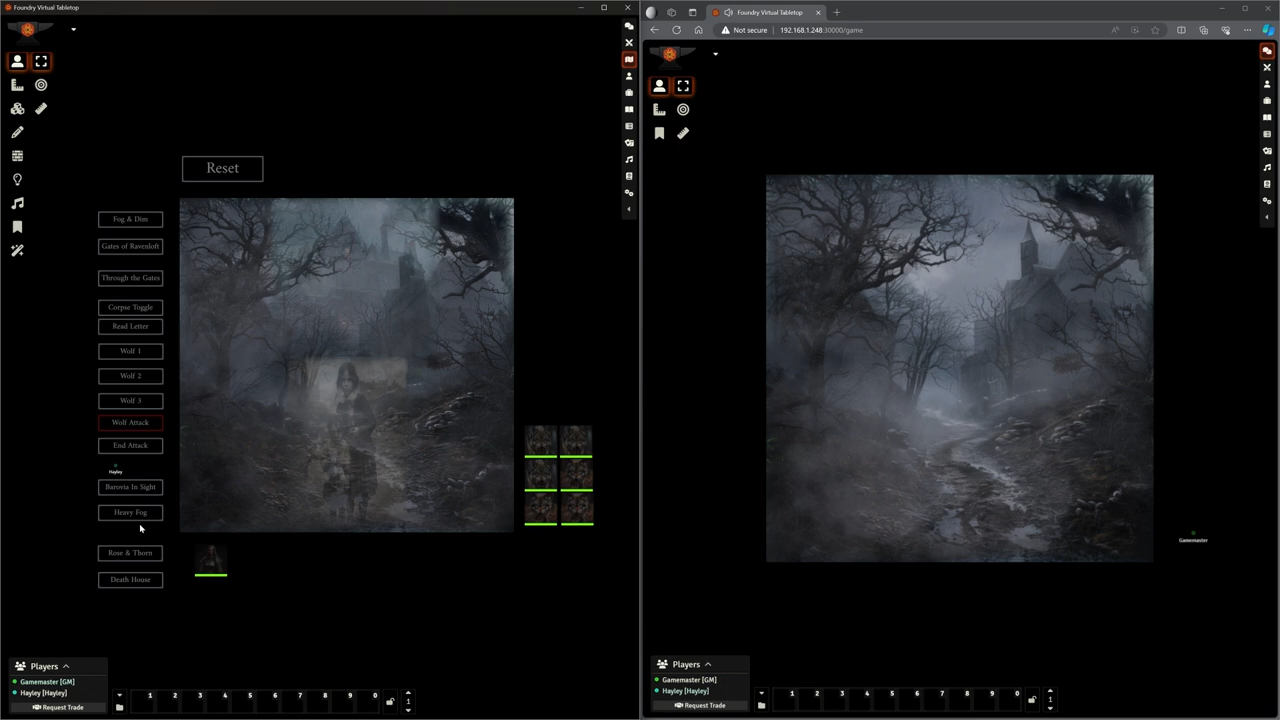 Foundry Virtual Tabletop
Reset
Fog & Dim
Gates of Ravenloft
Through the Gates
Corpse Toggle
Read Letter
Wolf 1
Wolf 2
Wolf 3
Wolf Attack
End Attack
Hayley
Barovia In Sight
Heavy Fog
Rose & Thorn
Death House
Players
Gamemaster [GM]
Hayley [Hayley]
Request Trade
1 2 3 4 5 6 7 8 9 0
1
Foundry Virtual Tabletop
Not secure 192.168.1.248:30000/game
Gamemaster
Players
Gamemaster [GM]
Hayley [Hayley]
Request Trade
1 2 3 4 5 6 7 8 9 0
1